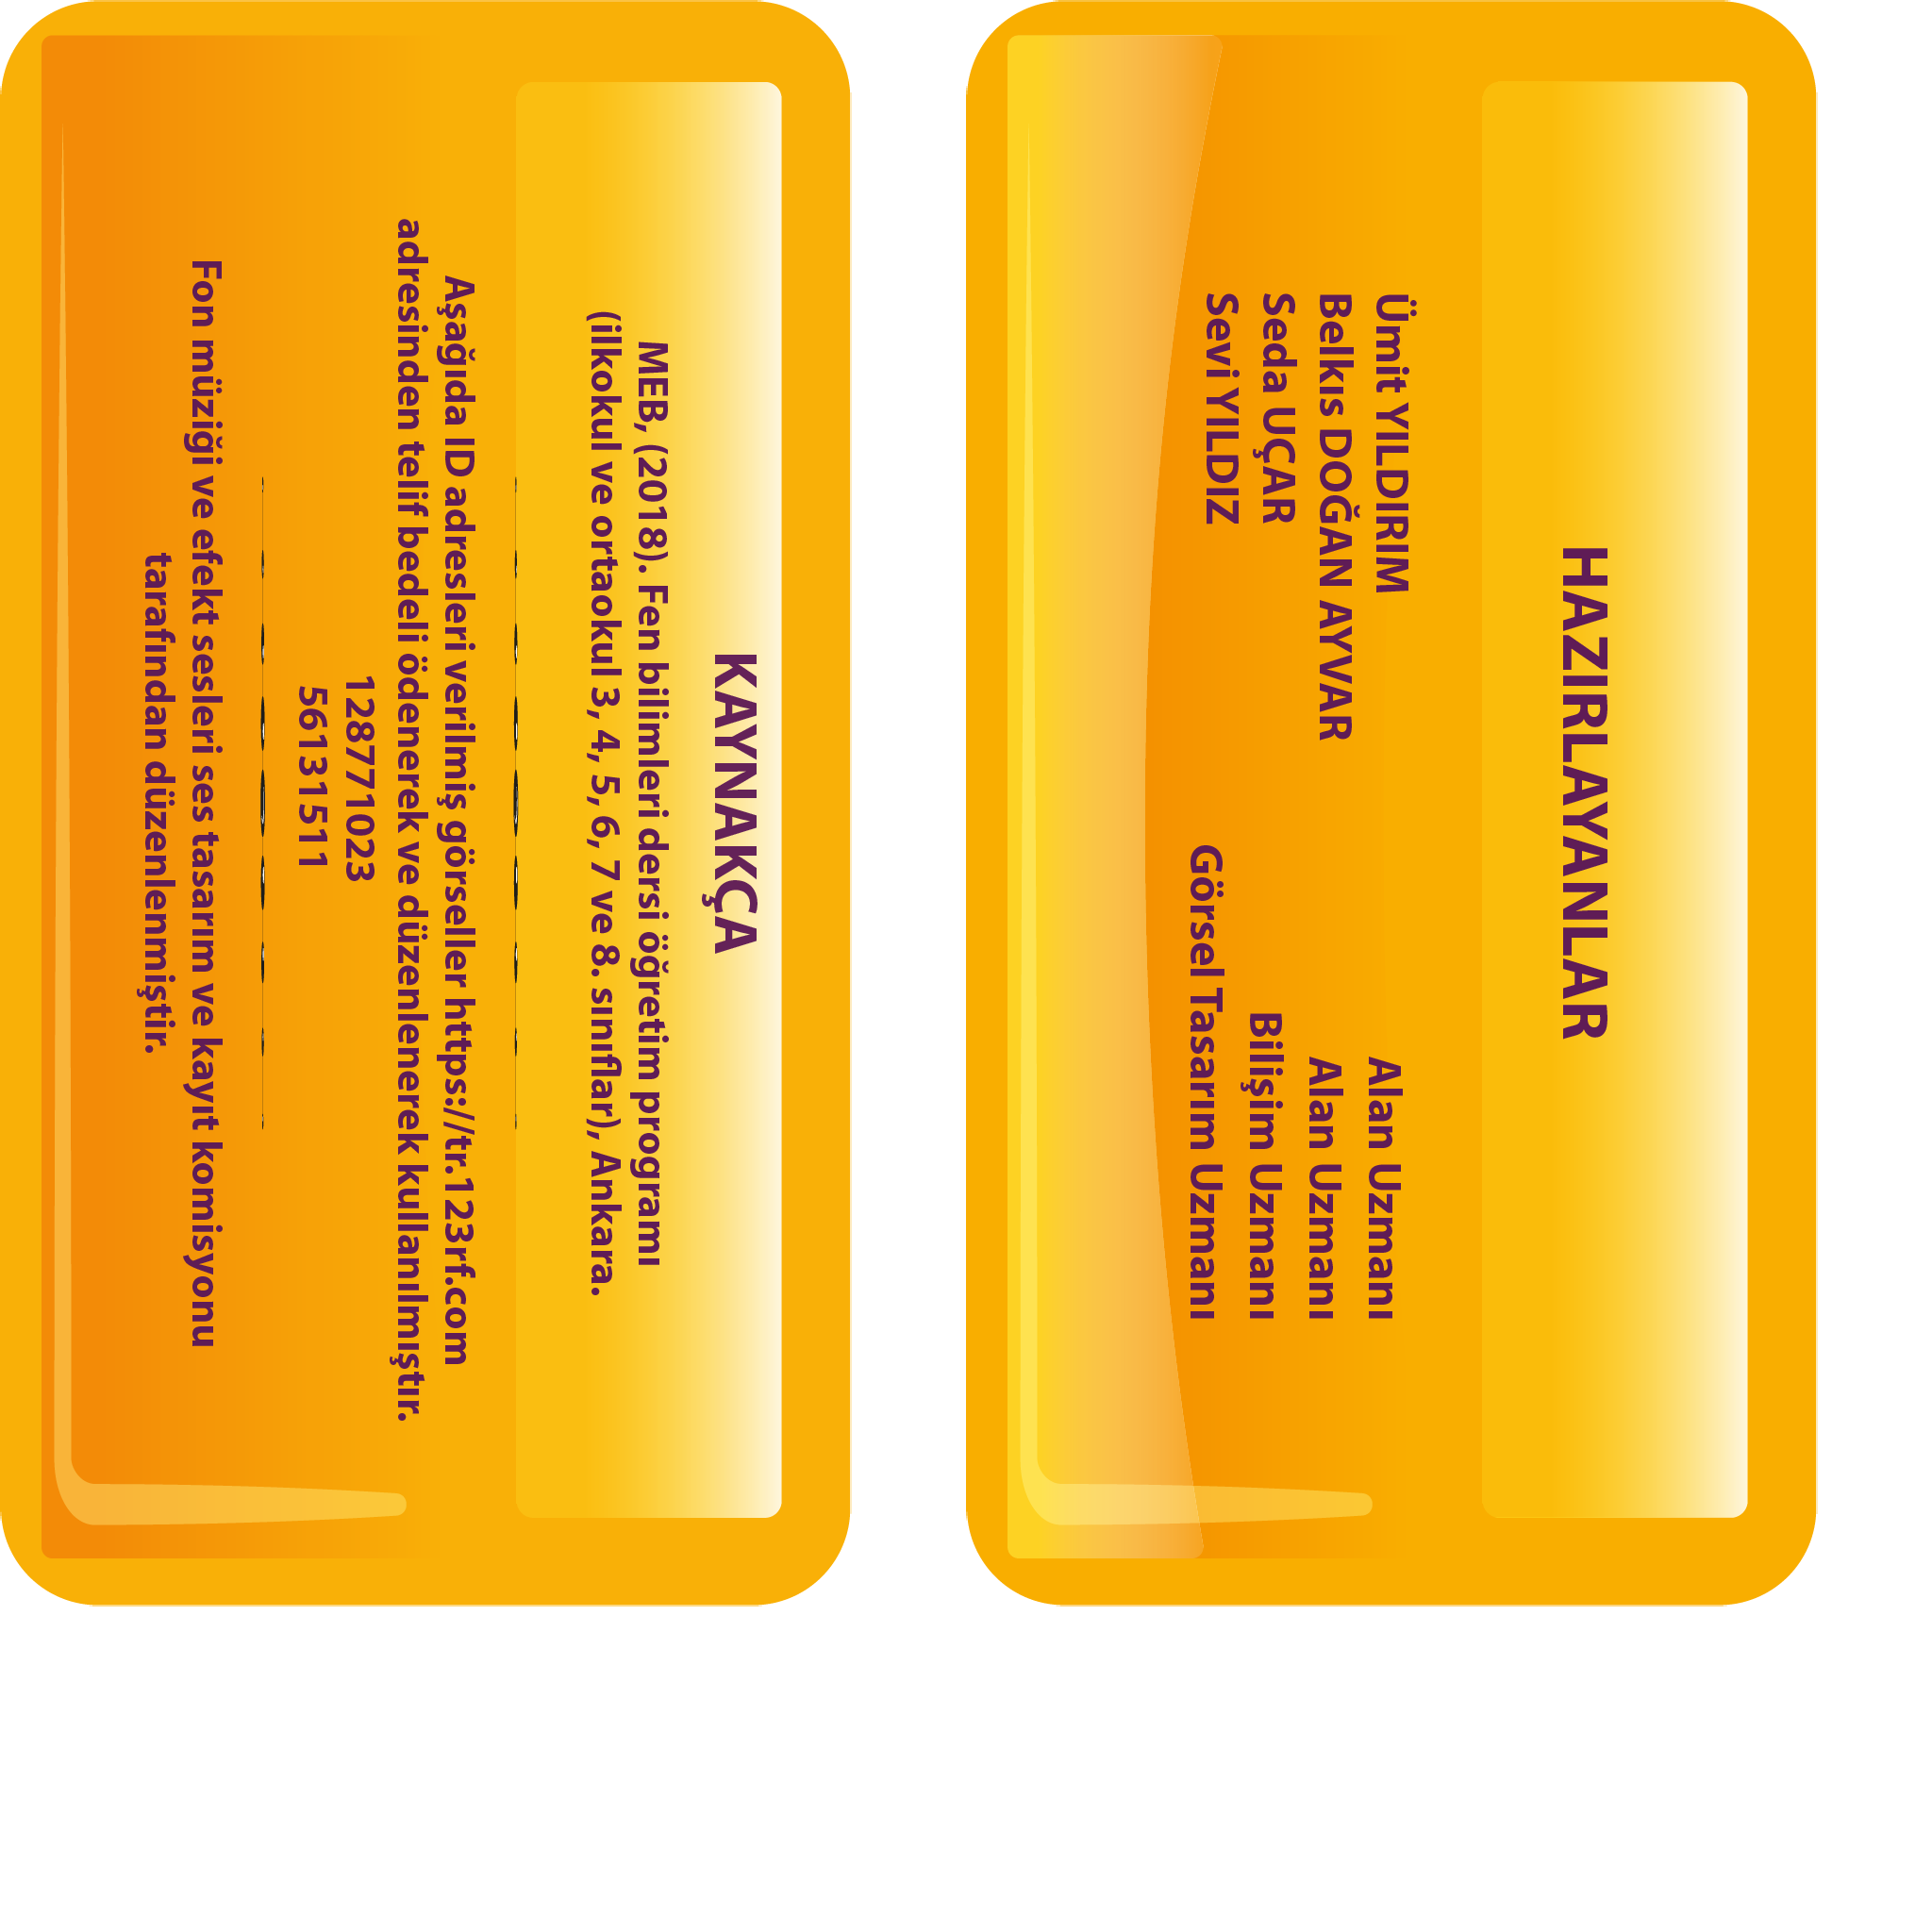 KAYNAKÇA
MEB, (2018). Fen bilimleri dersi öğretim programı
(ilkokul ve ortaokul 3, 4, 5, 6, 7 ve 8. sınıflar), Ankara.
Aşağıda ID adresleri verilmiş görseller https://tr.123rf.com
adresinden telif bedeli ödenerek ve düzenlenerek kullanılmıştır.
128771023
56131511
Fon müziği ve efekt sesleri ses tasarım ve kayıt komisyonu
tarafından düzenlenmiştir.
HAZIRLAYANLAR
Ümit YILDIRIM Alan Uzmanı
Belkıs DOĞAN AYVAR Alan Uzmanı
Seda UÇAR Bilişim Uzmanı
Sevi YILDIZ Görsel Tasarım Uzmanı